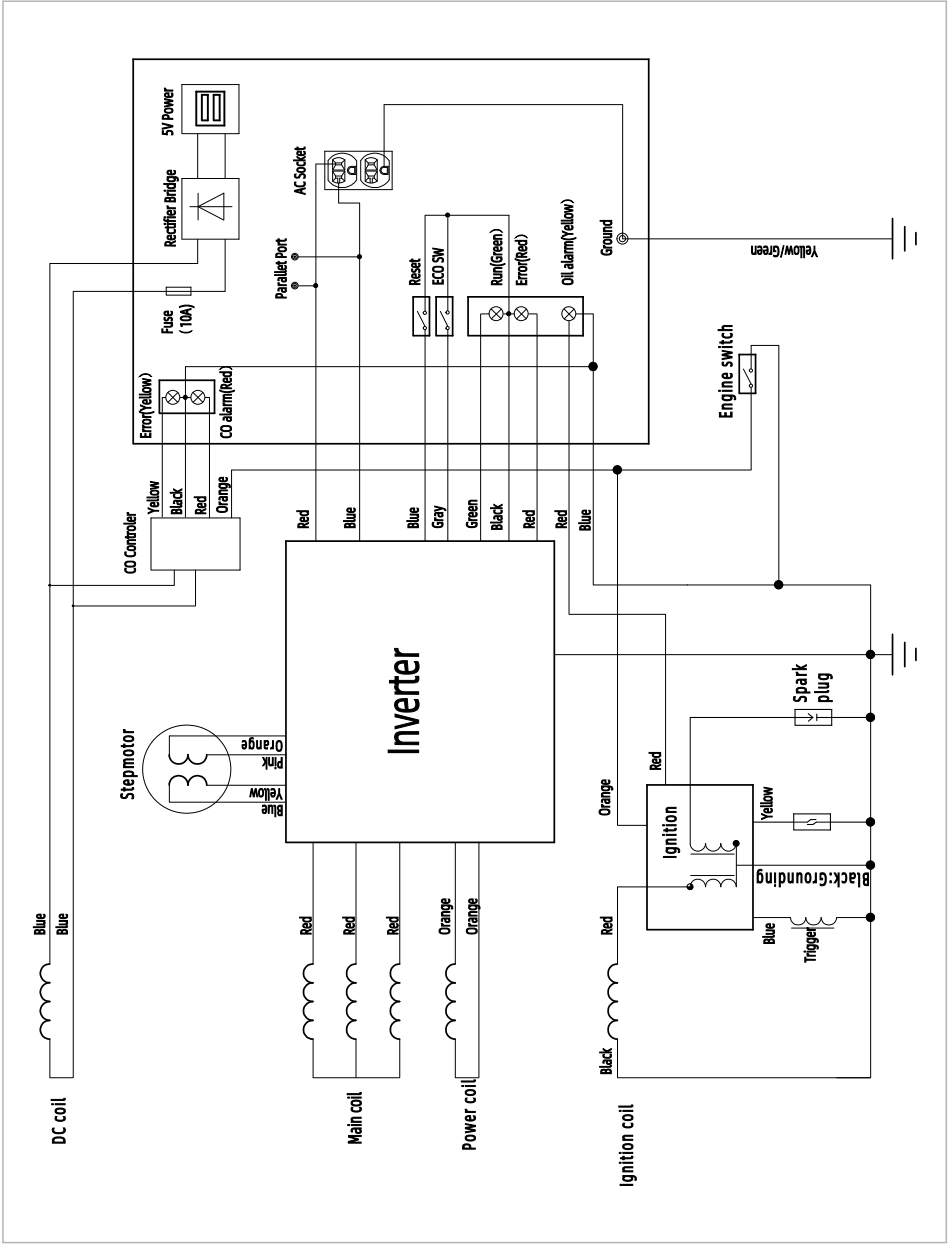 5V Power
Rectifier Bridge
Fuse
( 10A)
AC Socket
Parallet Port
Reset
ECO SW
Run(Green)
Error(Red)
Oil alarm(Yellow)
Ground
Yellow/Green
Error(Yellow)
CO alarm(Red)
Engine switch
Yellow
Black
Red
Orange
CO Controler
Red
Blue
Blue
Gray
Green
Black
Red
Red
Blue
Inverter
Stepmotor
Orange
Pink
Yellow
Blue
Spark
plug
Red
Orange
Ignition
Yellow
Black:Grounding
Blue
Trigger
Red
Black
Blue
Blue
Red
Red
Red
Orange
Orange
DC coil
Main coil
Power coil
Ignition coil